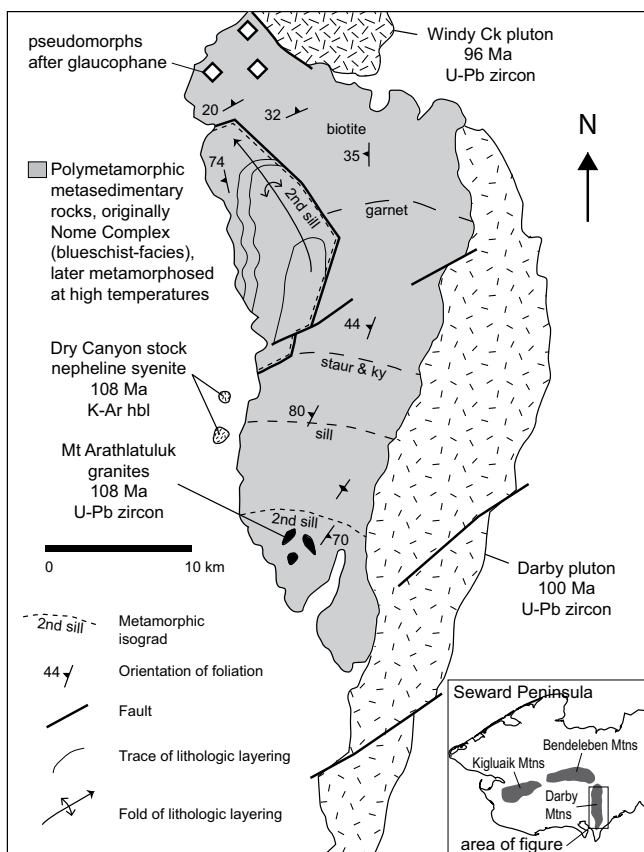 pseudomorphs
after glaucophane
Windy Ck pluton
96 Ma
U-Pb zircon
20
32
biotite
35
N
74
2nd sill
garnet
Polymetamorphic
metasedimentary
rocks, originally
Nome Complex
(blueschist-facies),
later metamorphosed
at high temperatures
44
staur & ky
Dry Canyon stock
nepheline syenite
108 Ma
K-Ar hbl
80
sill
Mt Arathlatuluk
granites
108 Ma
U-Pb zircon
2nd sill
70
0
10 km
Darby pluton
100 Ma
U-Pb zircon
2nd sill
Metamorphic
isograd
44
Orientation of foliation
Fault
Trace of lithologic layering
Fold of lithologic layering
Seward Peninsula
Bendeleben Mtns
Kigluaik Mtns
Darby
Mtns
area of figure